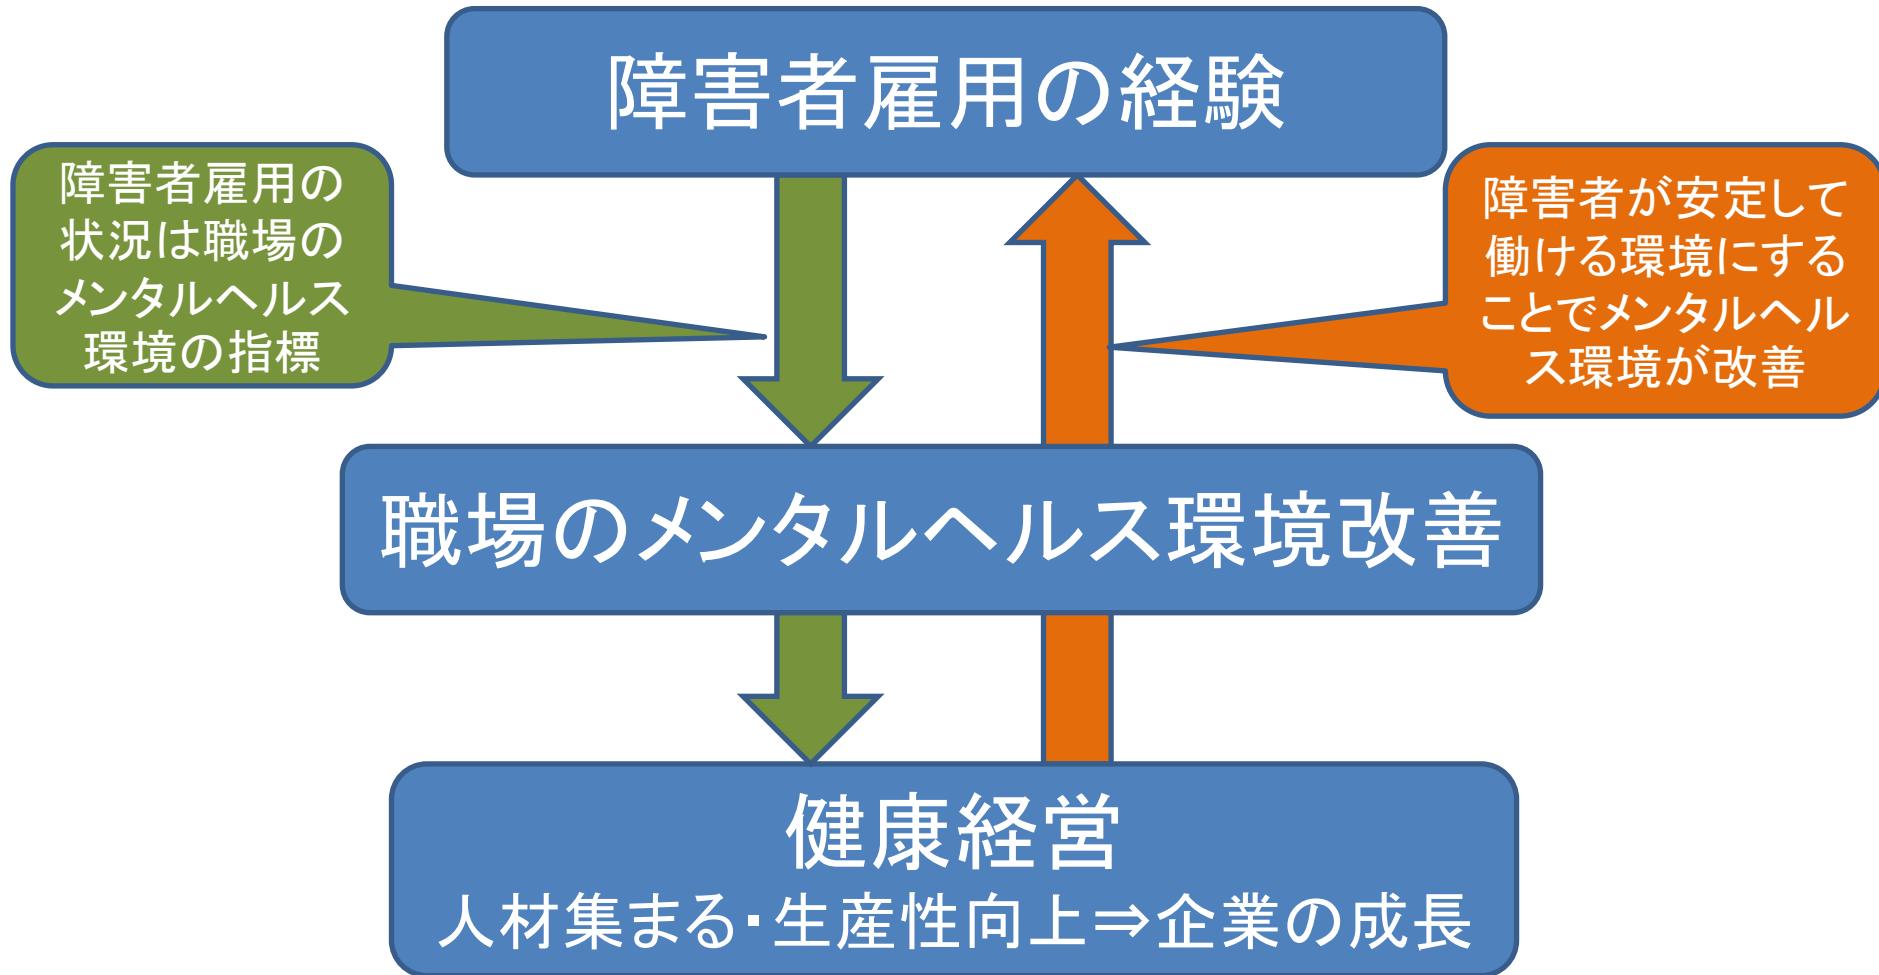 障害者雇用の経験
障害者雇用の
状況は職場の
メンタルヘルス
環境の指標
障害者が安定して
働ける環境にする
ことでメンタルヘル
ス環境が改善
職場のメンタルヘルス環境改善
健康経営
人材集まる・生産性向上⇒企業の成長